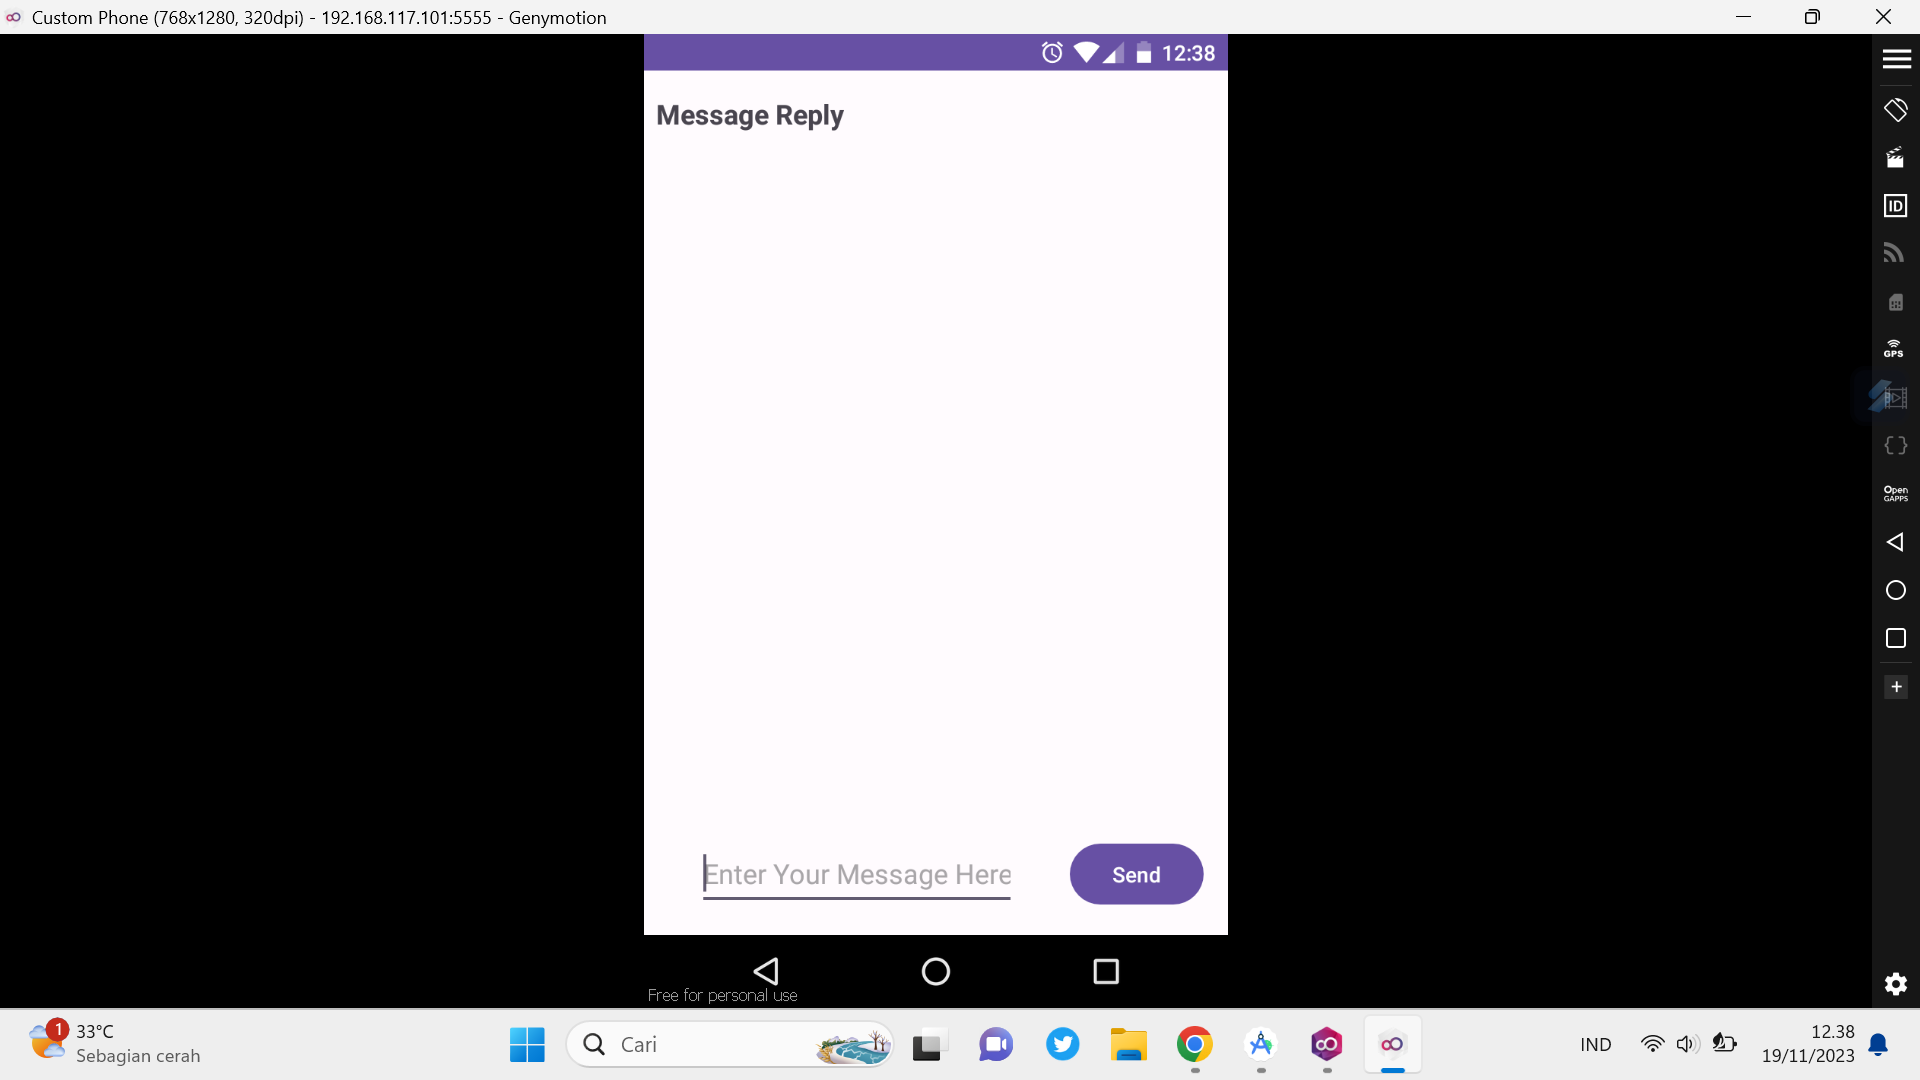 Custom Phone (768x1280, 320dpi) - 192.168.117.101:5555 - Genymotion
12:38
Message Reply
ID
GPS
Open
GAPPS
Enter Your Message Here
Send
Free for personal use
1
33°C
Sebagian cerah
Cari
IND
12.38
19/11/2023